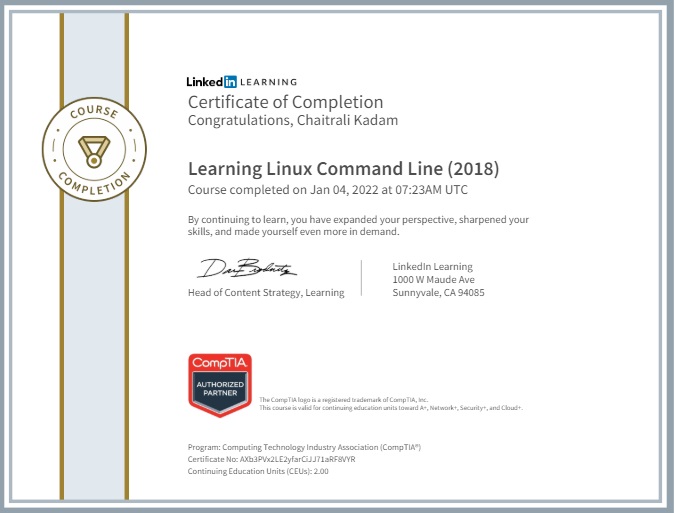 COURSE
COMPLETION
Linked in LEARNING
Certificate of Completion
Congratulations, Chaitrali Kadam
Learning Linux Command Line (2018)
Course completed on Jan 04, 2022 at 07:23AM UTC
By continuing to learn, you have expanded your perspective, sharpened your
skills, and made yourself even more in demand.
Head of Content Strategy, Learning
LinkedIn Learning
1000 W Maude Ave
Sunnyvale, CA 94085
CompTIA.
AUTHORIZED
PARTNER
The CompTIA logo is a registered trademark of CompTIA, Inc.
This course is valid for continuing education units toward A+, Network+, Security+, and Cloud+.
Program: Computing Technology Industry Association (CompTIA®)
Certificate No: AXb3PVx2LE2yfarCiJJ71aRF8VYR
Continuing Education Units (CEUs): 2.00